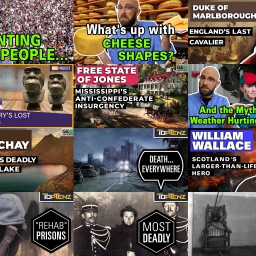 NTING
PEOPLE...
What's up with
CHEESE
SHAPES?
DUKE OF
MARLBOROUGH
ENGLAND'S LAST
CAVALIER
RY'S LOST
FREE STATE OF
JONES
MISSISSIPPI'S
ANTI-CONFEDERATE
INSURGENCY
And the Myth
Weather Hurting
CHAY
S DEADLY
LAKE
DEATH...
EVERYWHERE
WILLIAM
WALLACE
SCOTLAND'S
LARGER-THAN-LIFE
HERO
"REHAB"
PRISONS
TOPTENZ
MOST
DEADLY